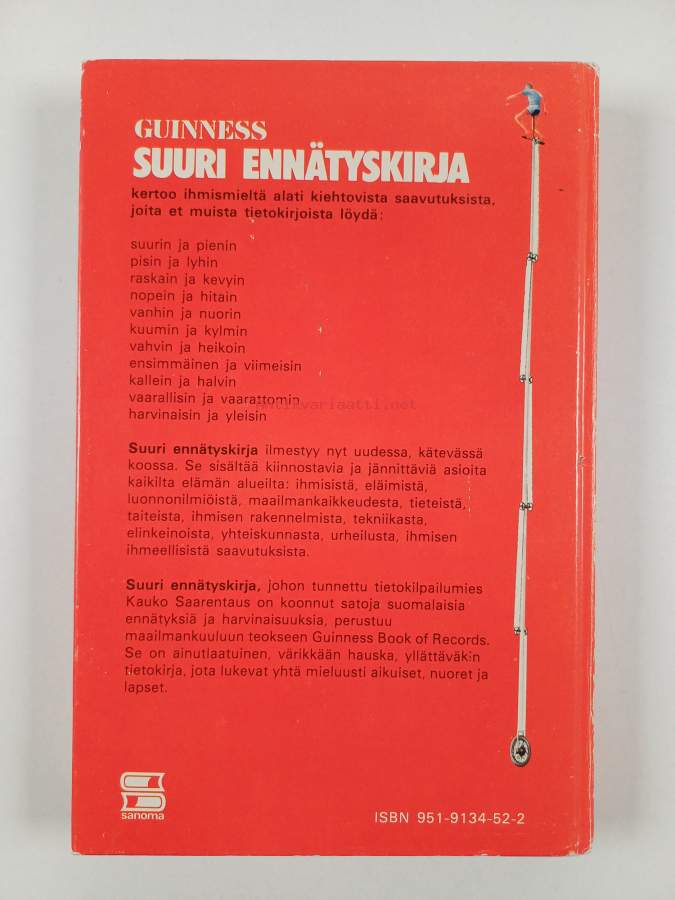 GUINNESS
SUURI ENNÄTYSKIRJA
kertoo ihmismieltä alati kiehtovista saavutuksista,
joita et muista tietokirjoista löydä:
suurin ja pienin
pisin ja lyhin
raskain ja kevyin
nopein ja hitain
vanhin ja nuorin
kuumin ja kylmin
vahvin ja heikoin
ensimmäinen ja viimeisin
kallein ja halvin
vaarallisin ja vaarattomin
antikvariaatti.net
harvinaisin ja yleisin
Suuri ennätyskirja ilmestyy nyt uudessa, kätevässä
koossa. Se sisältää kiinnostavia ja jännittäviä asioita
kaikilta elämän alueilta: ihmisistä, eläimistä,
luonnonilmiöistä, maailmankaikkeudesta, tieteistä,
taiteista, ihmisen rakennelmista, tekniikasta,
elinkeinoista, yhteiskunnasta, urheilusta, ihmisen
ihmeellisistä saavutuksista.
Suuri ennätyskirja, johon tunnettu tietokilpailumies
Kauko Saarentaus on koonnut satoja suomalaisia
ennätyksiä ja harvinaisuuksia, perustuu
maailmankuuluun teokseen Guinness Book of Records.
Se on ainutlaatuinen, värikkään hauska, yllättäväkin
tietokirja, jota lukevat yhtä mieluusti aikuiset, nuoret ja
lapset.
sanoma
ISBN 951-9134-52-2